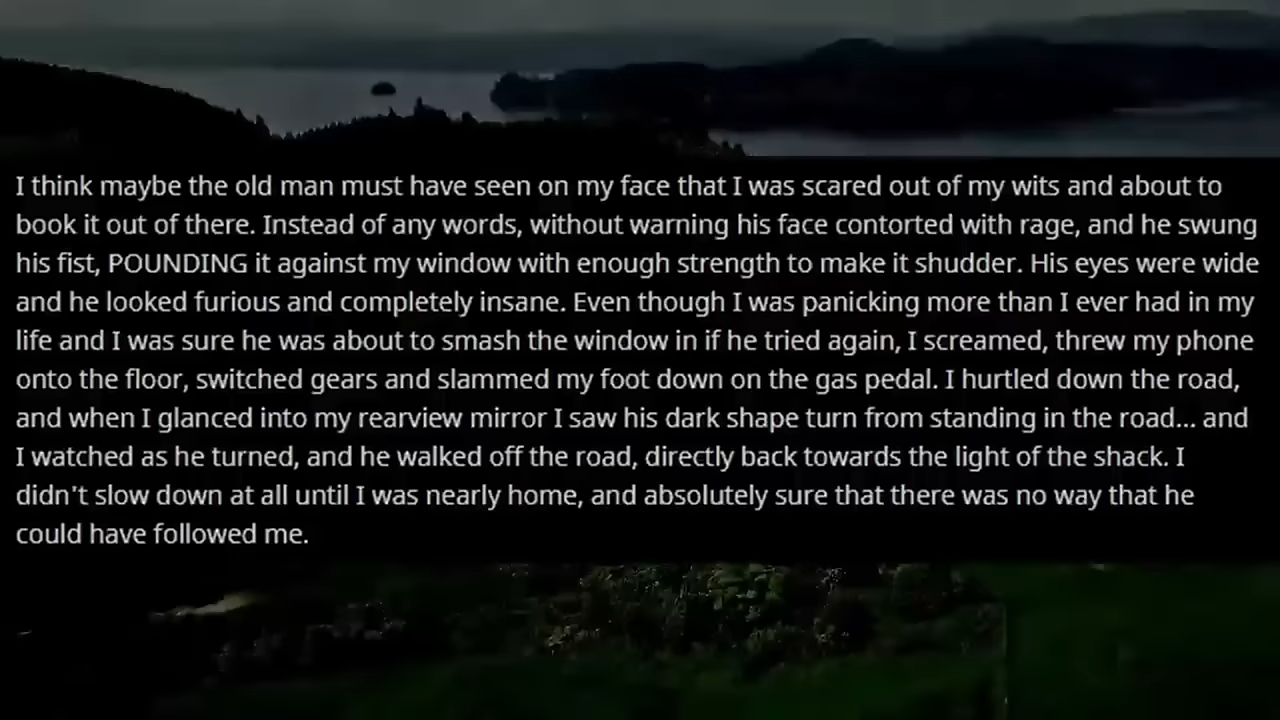 I think maybe the old man must have seen on my face that I was scared out of my wits and about to
book it out of there. Instead of any words, without warning his face contorted with rage, and he swung
his fist, POUNDING it against my window with enough strength to make it shudder. His eyes were wide
and he looked furious and completely insane. Even though I was panicking more than I ever had in my
life and I was sure he was about to smash the window in if he tried again, I screamed, threw my phone
onto the floor, switched gears and slammed my foot down on the gas pedal. I hurtled down the road,
and when I glanced into my rearview mirror I saw his dark shape turn from standing in the road... and
I watched as he turned, and he walked off the road, directly back towards the light of the shack. I
didn't slow down at all until I was nearly home, and absolutely sure that there was no way that he
could have followed me.